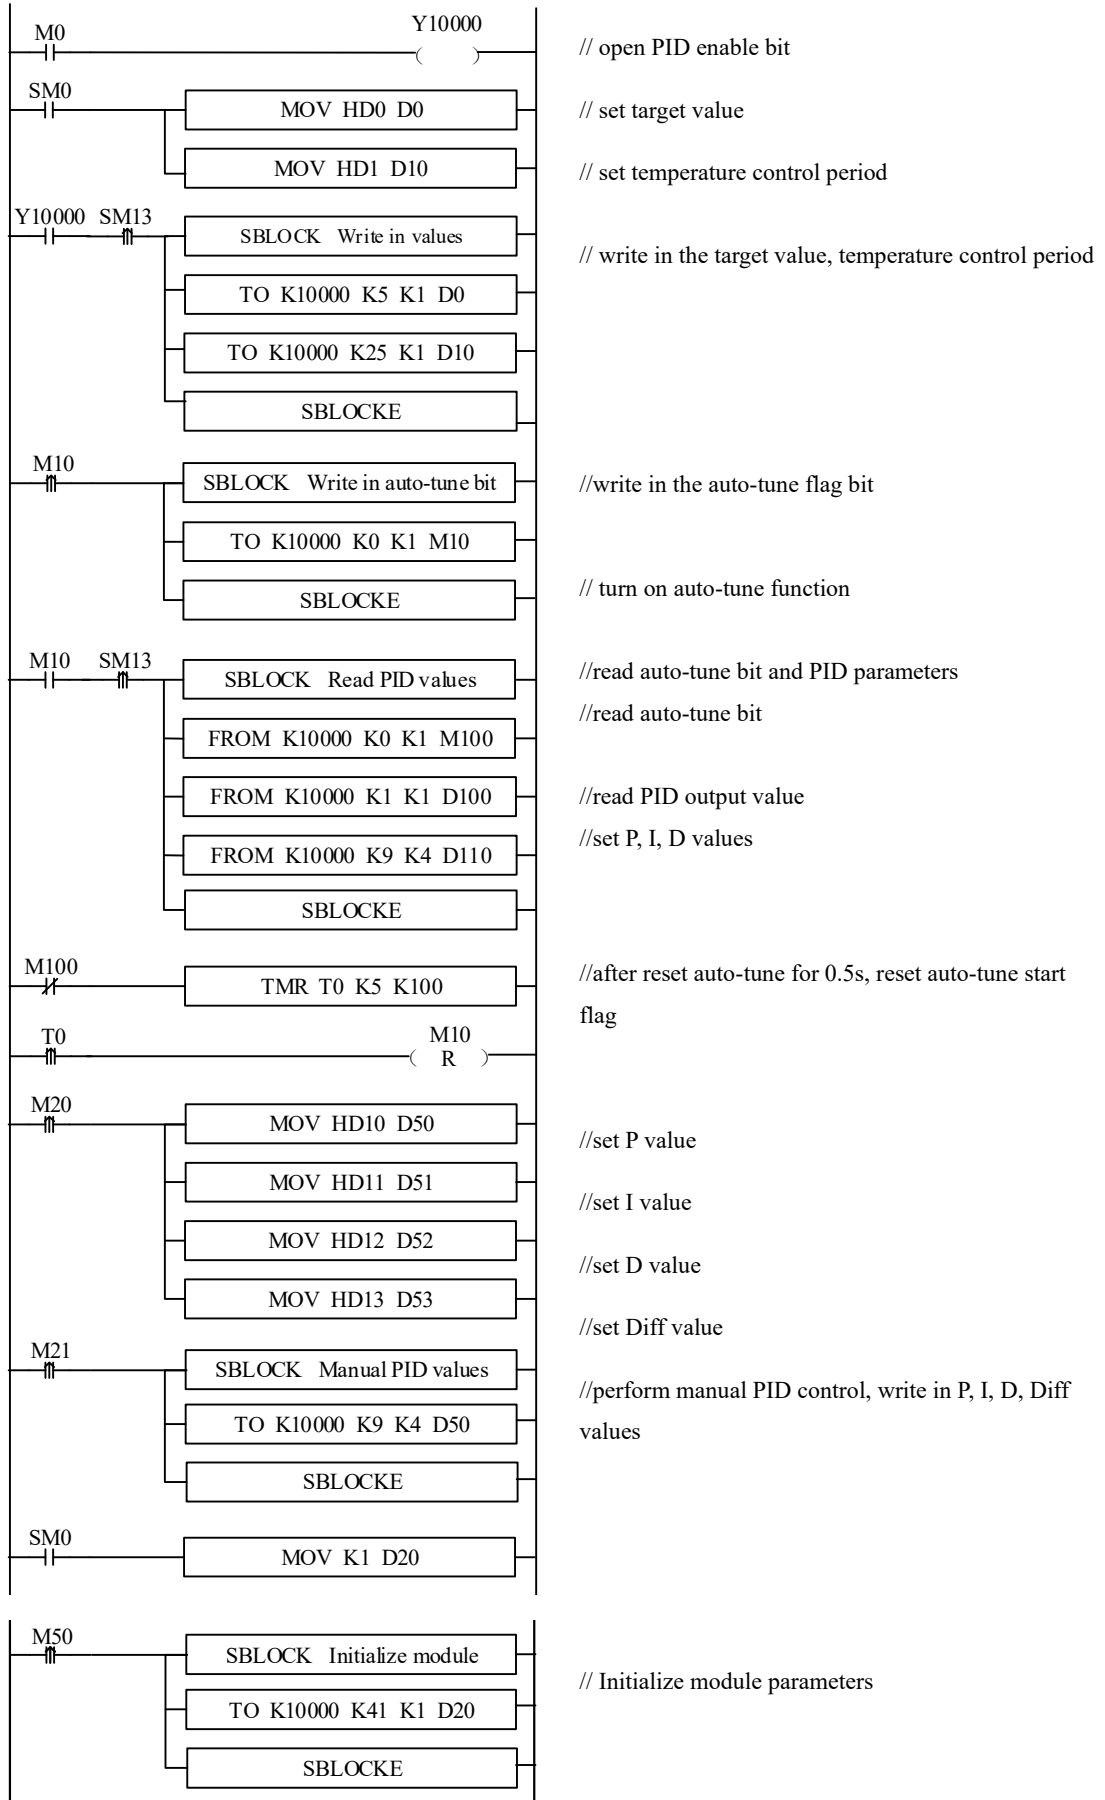 M0
Y10000
( )
// open PID enable bit
SM0
MOV HD0 D0
// set target value
MOV HD1 D10
// set temperature control period
Y10000 SM13
SBLOCK Write in values
// write in the target value, temperature control period
TO K10000 K5 K1 D0
TO K10000 K25 K1 D10
SBLOCKE
M10
SBLOCK Write in auto-tune bit
//write in the auto-tune flag bit
TO K10000 K0 K1 M10
// turn on auto-tune function
SBLOCKE
M10 SM13
SBLOCK Read PID values
//read auto-tune bit and PID parameters
//read auto-tune bit
FROM K10000 K0 K1 M100
FROM K10000 K1 K1 D100
//read PID output value
//set P, I, D values
FROM K10000 K9 K4 D110
SBLOCKE
M100
TMR T0 K5 K100
//after reset auto-tune for 0.5s, reset auto-tune start
flag
T0
M10
( R )
M20
MOV HD10 D50
//set P value
MOV HD11 D51
//set I value
MOV HD12 D52
//set D value
MOV HD13 D53
//set Diff value
M21
SBLOCK Manual PID values
//perform manual PID control, write in P, I, D, Diff
values
TO K10000 K9 K4 D50
SBLOCKE
SM0
MOV K1 D20
M50
SBLOCK Initialize module
// Initialize module parameters
TO K10000 K41 K1 D20
SBLOCKE